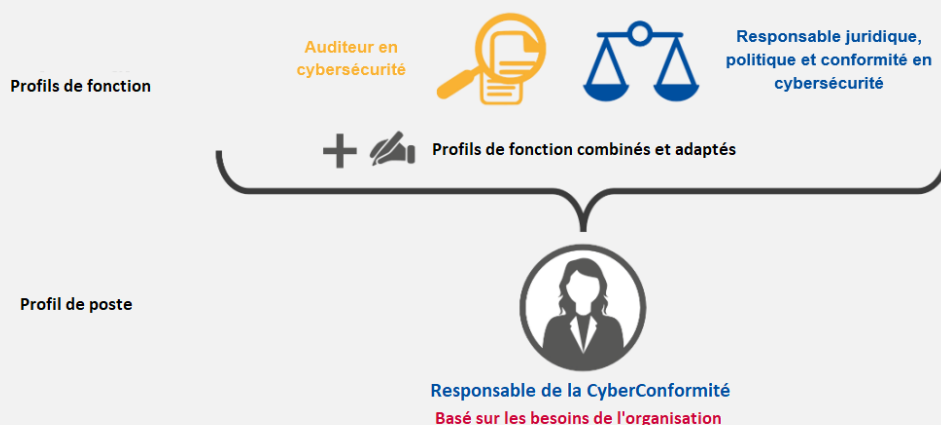 Auditeur en
cybersécurité
Responsable juridique,
politique et conformité en
cybersécurité
Profils de fonction
Profils de fonction combinés et adaptés
Profil de poste
Responsable de la CyberConformité
Basé sur les besoins de l'organisation